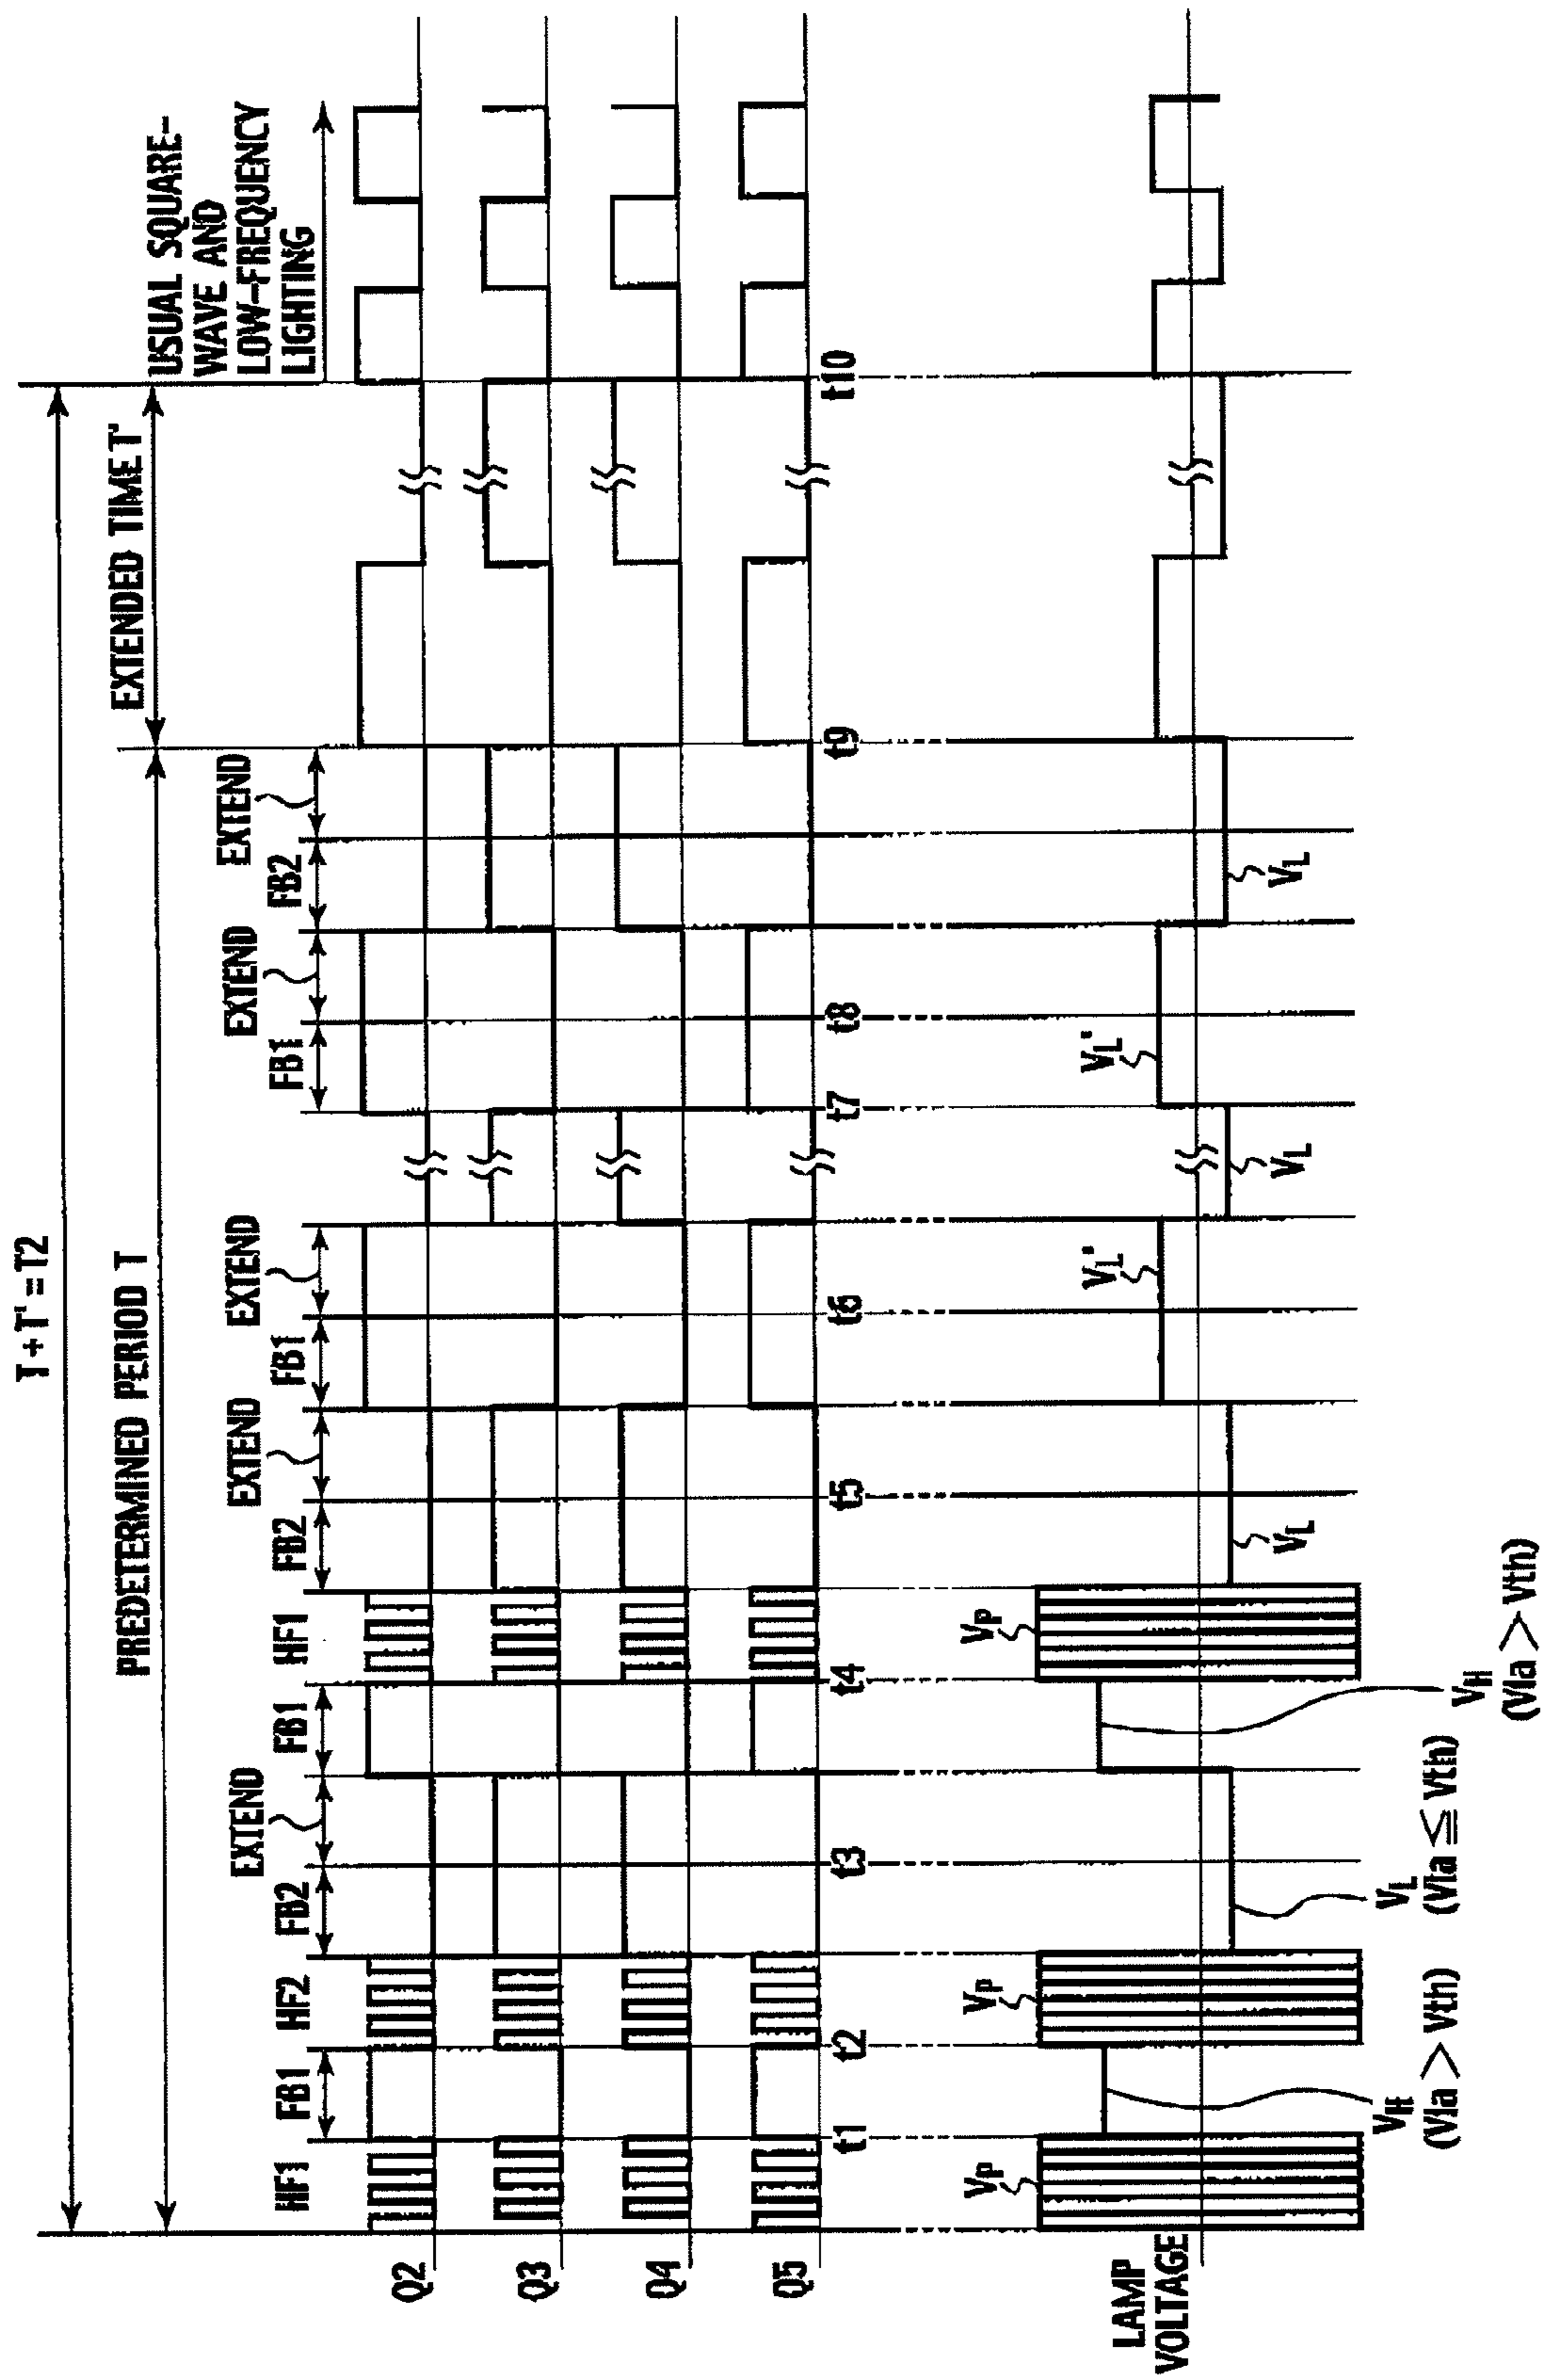 T+T'=T2
PREDETERMINED PERIOD T
EXTENDED TIME T'
USUAL SQUARE-
WAVE AND
LOW-FREQUENCY
LIGHTING
EXTEND
EXTEND
EXTEND
EXTEND
EXTEND
HF1
FB1
HF2
FB2
FB1
HF1
FB2
FB1
FB1
FB2
Q2
Q3
Q4
Q5
t1
t2
t3
t4
t5
t6
t7
t8
t9
t10
LAMP
VOLTAGE
VP
VP
VP
VL'
VL'
VL
VL
VL
VH
(Vla > Vth)
VL
(Vla ≦ Vth)
VH
(Vla > Vth)